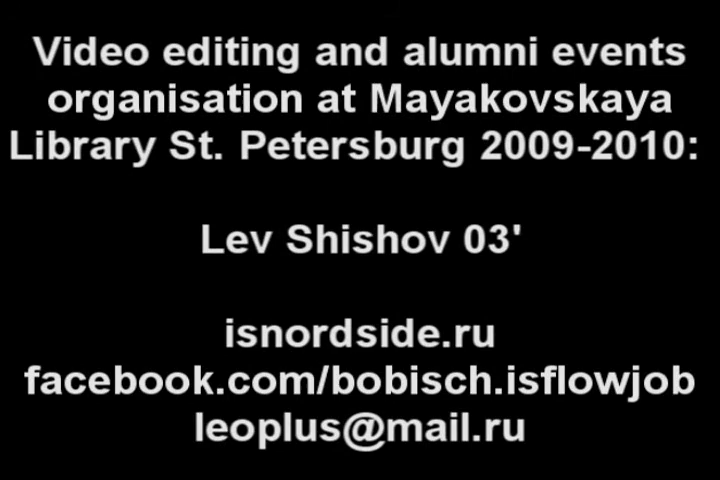 Video editing and alumni events
organisation at Mayakovskaya
Library St. Petersburg 2009-2010:
Lev Shishov 03'
isnordside.ru
facebook.com/bobisch.isflowjob
leoplus@mail.ru